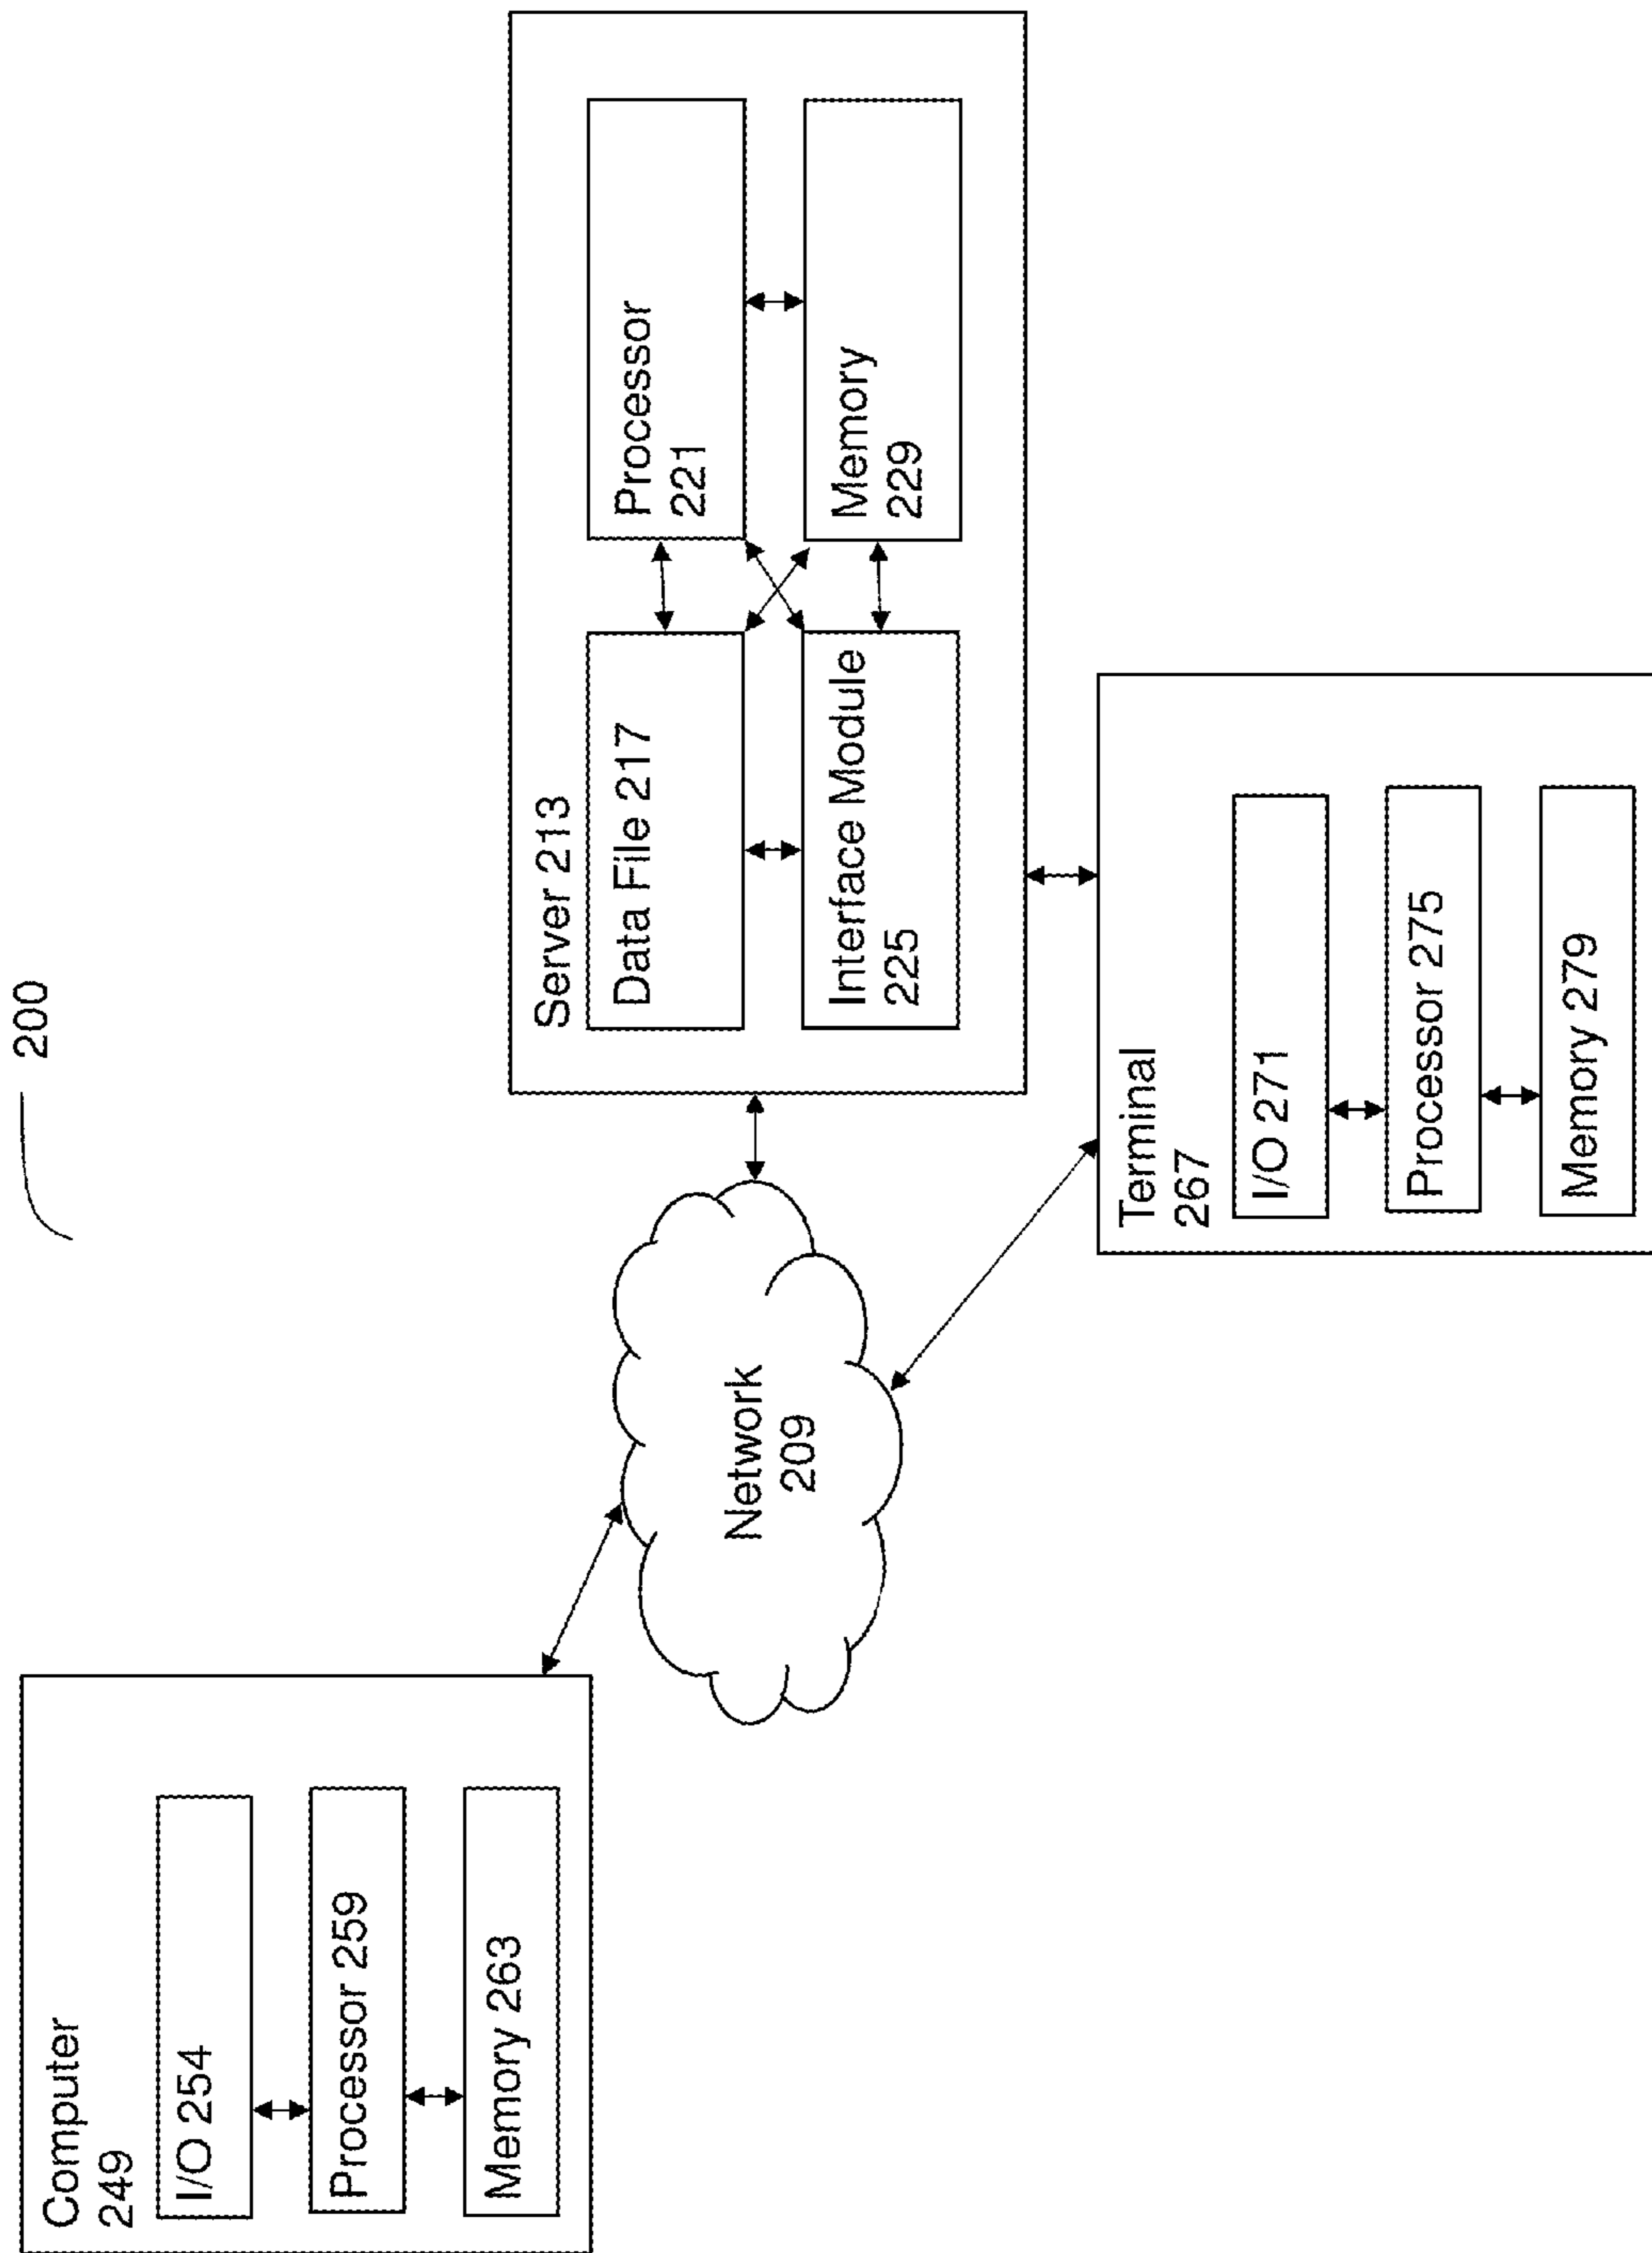 200
Computer
249
I/O 254
Processor 259
Memory 263
Network
209
Server 213
Data File 217
Processor
221
Interface Module
225
Memory
229
Terminal
267
I/O 271
Processor 275
Memory 279